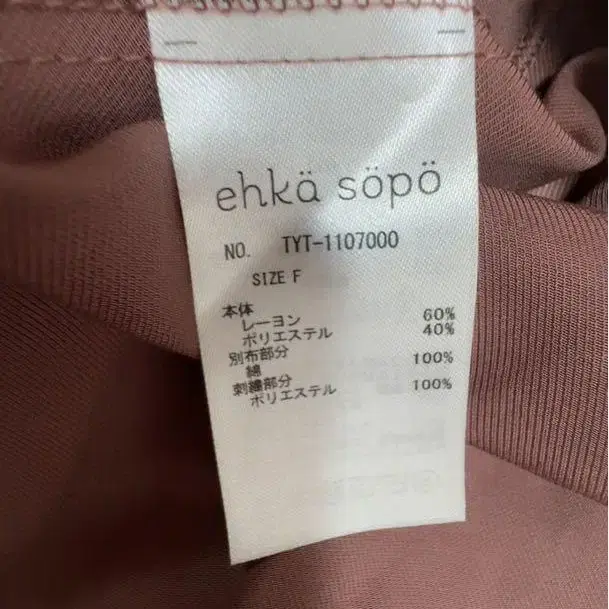 ehkä söpö
NO. TYT-1107000
SIZE F
本体
レーヨン 60%
ポリエステル 40%
別布部分
綿 100%
刺繍部分
ポリエステル 100%